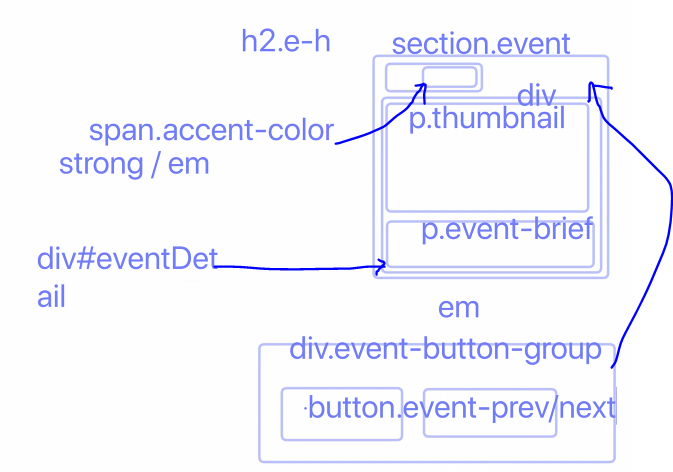 h2.e-h
section.event
div
p.thumbnail
span.accent-color
strong / em
p.event-brief
div#eventDet
ail
em
div.event-button-group
button.event-prev/next